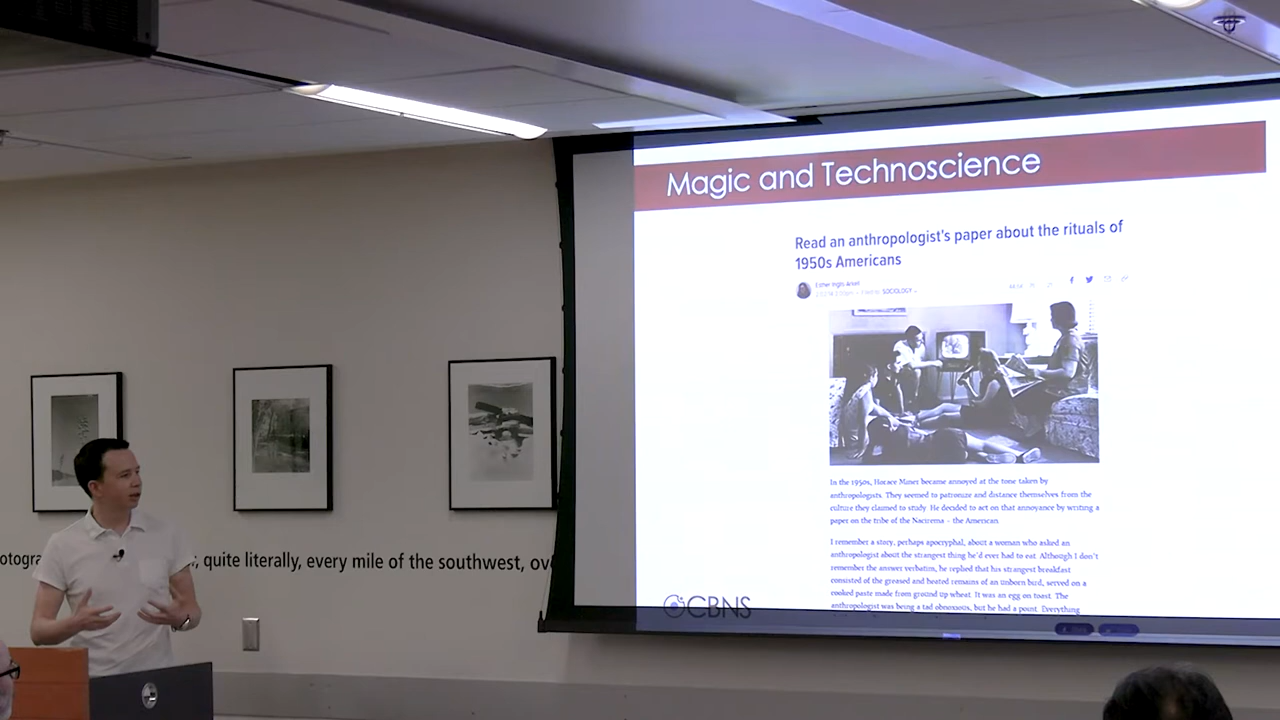 Magic and Technoscience
Read an anthropologist's paper about the rituals of
1950s Americans
Esther Inglis-Arkell
Filed to: SOCIOLOGY
In the 1950s, Horace Miner became annoyed at the tone taken by
anthropologists. They seemed to patronize and distance themselves from the
culture they claimed to study. He decided to act on that annoyance by writing a
paper on the tribe of the Nacirema – the American.
I remember a story, perhaps apocryphal, about a woman who asked an
anthropologist about the strangest thing he'd ever had to eat. Although I don't
remember the answer verbatim, he replied that his strangest breakfast
consisted of the greased and heated remains of an unborn bird, served on a
cooked paste made from ground up wheat. It was an egg on toast. The
anthropologist was being a tad obnoxious, but he had a point. Everything
CBNS
otogra
, quite literally, every mile of the southwest, ov